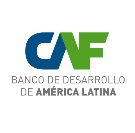 CAF
BANCO DE DESARROLLO
DE AMÉRICA LATINA